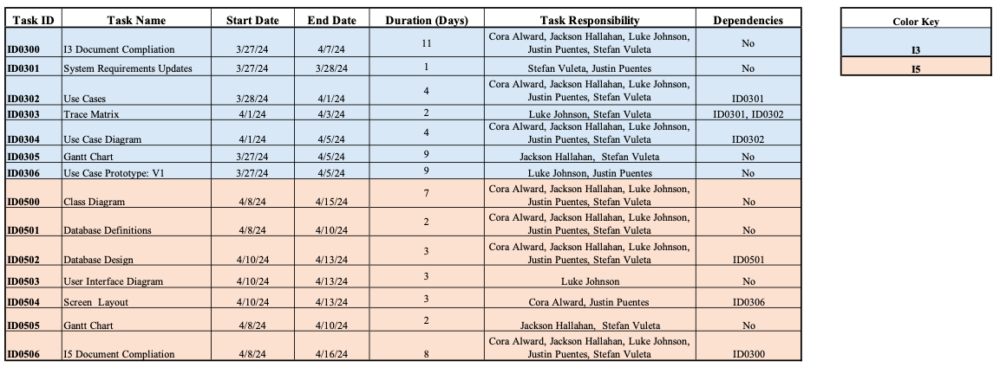 Task ID Task Name Start Date End Date Duration (Days) Task Responsibility Dependencies
ID0300 I3 Document Compliation 3/27/24 4/7/24 11 Cora Alward, Jackson Hallahan, Luke Johnson,
Justin Puentes, Stefan Vuleta No
ID0301 System Requirements Updates 3/27/24 3/28/24 1 Stefan Vuleta, Justin Puentes No
ID0302 Use Cases 3/28/24 4/1/24 4 Cora Alward, Jackson Hallahan, Luke Johnson,
Justin Puentes, Stefan Vuleta ID0301
ID0303 Trace Matrix 4/1/24 4/3/24 2 Luke Johnson, Stefan Vuleta ID0301, ID0302
ID0304 Use Case Diagram 4/1/24 4/5/24 4 Cora Alward, Jackson Hallahan, Luke Johnson,
Justin Puentes, Stefan Vuleta ID0302
ID0305 Gantt Chart 3/27/24 4/5/24 9 Jackson Hallahan, Stefan Vuleta No
ID0306 Use Case Prototype: V1 3/27/24 4/5/24 9 Luke Johnson, Justin Puentes No
ID0500 Class Diagram 4/8/24 4/15/24 7 Cora Alward, Jackson Hallahan, Luke Johnson,
Justin Puentes, Stefan Vuleta No
ID0501 Database Definitions 4/8/24 4/10/24 2 Cora Alward, Jackson Hallahan, Luke Johnson,
Justin Puentes, Stefan Vuleta No
ID0502 Database Design 4/10/24 4/13/24 3 Cora Alward, Jackson Hallahan, Luke Johnson,
Justin Puentes, Stefan Vuleta ID0501
ID0503 User Interface Diagram 4/10/24 4/13/24 3 Luke Johnson No
ID0504 Screen Layout 4/10/24 4/13/24 3 Cora Alward, Justin Puentes ID0306
ID0505 Gantt Chart 4/8/24 4/10/24 2 Jackson Hallahan, Stefan Vuleta No
ID0506 I5 Document Compliation 4/8/24 4/16/24 8 Cora Alward, Jackson Hallahan, Luke Johnson,
Justin Puentes, Stefan Vuleta ID0300
Color Key
I3
I5